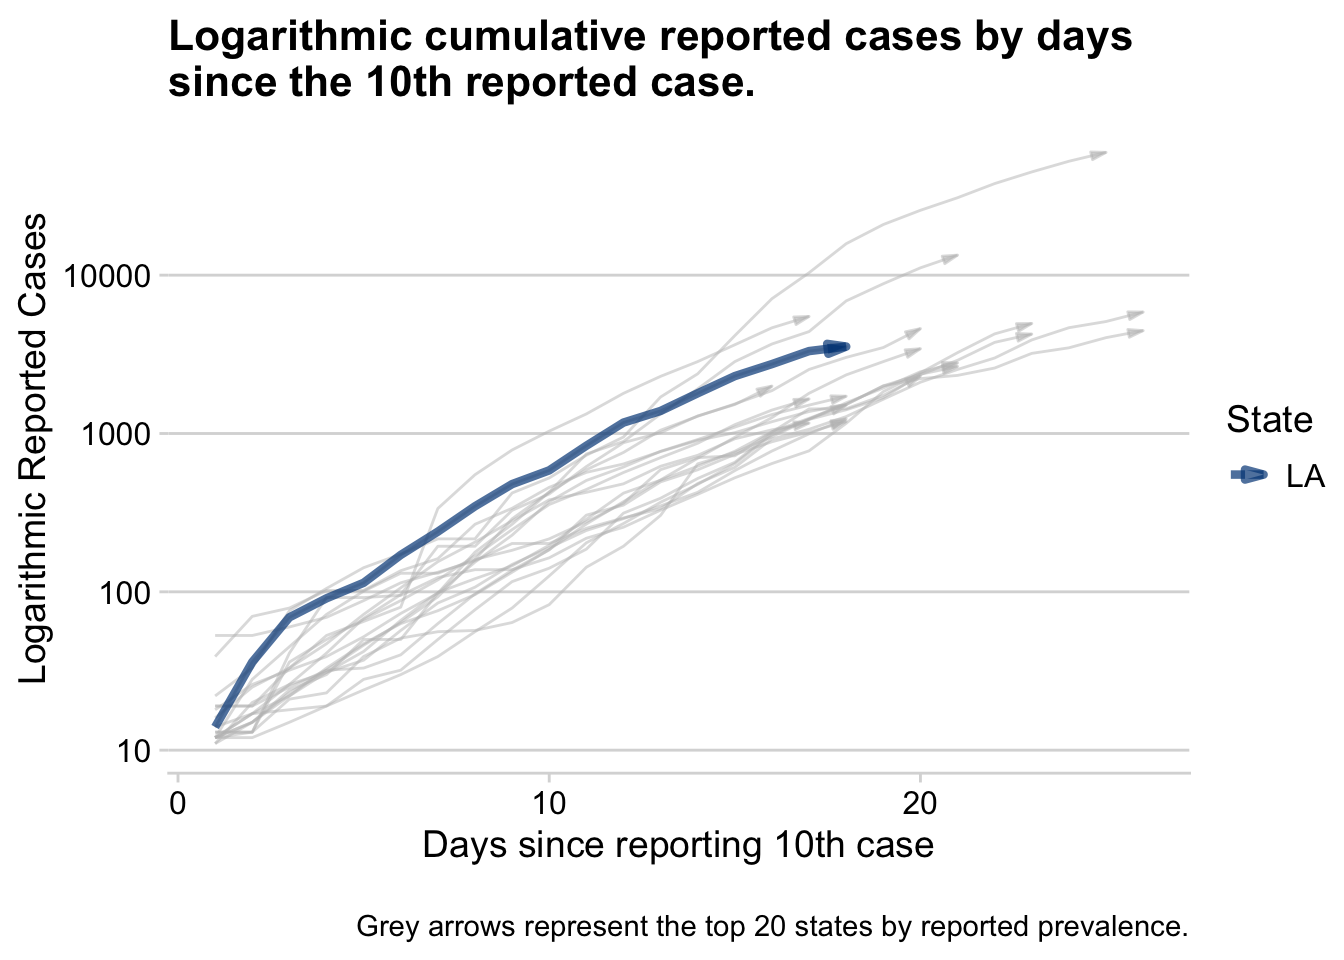 Logarithmic cumulative reported cases by days
since the 10th reported case.
Logarithmic Reported Cases
10000
1000
100
10
0
10
20
Days since reporting 10th case
State
LA
Grey arrows represent the top 20 states by reported prevalence.